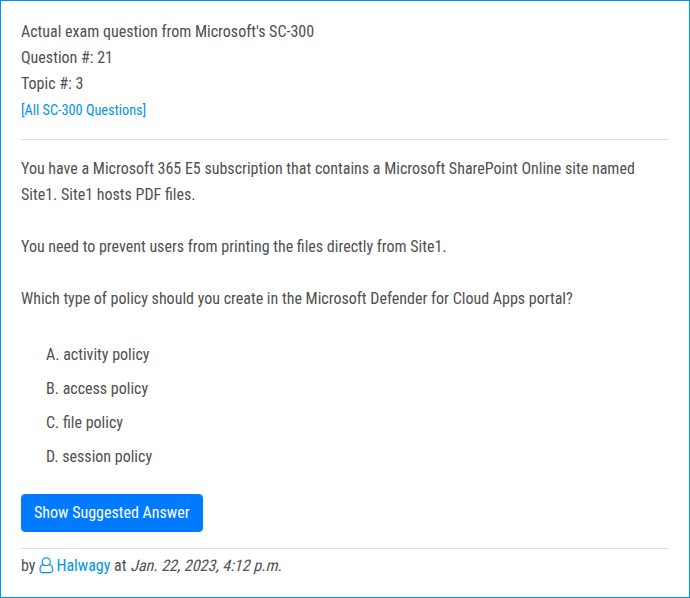 Actual exam question from Microsoft's SC-300
Question #: 21
Topic #: 3
[All SC-300 Questions]
You have a Microsoft 365 E5 subscription that contains a Microsoft SharePoint Online site named
Site1. Site1 hosts PDF files.
You need to prevent users from printing the files directly from Site1.
Which type of policy should you create in the Microsoft Defender for Cloud Apps portal?
A. activity policy
B. access policy
C. file policy
D. session policy
Show Suggested Answer
by Halwagy at Jan. 22, 2023, 4:12 p.m.